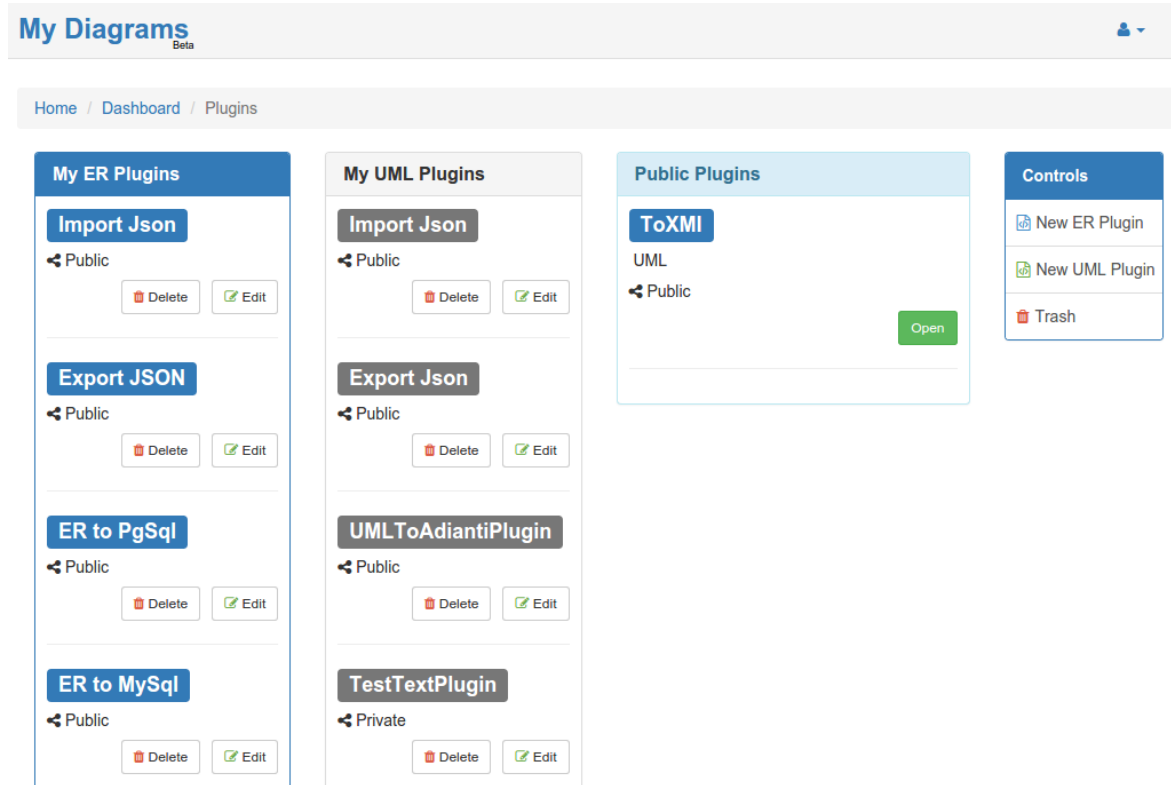 My Diagrams
Beta
Home / Dashboard / Plugins
My ER Plugins
Import Json
Public
Delete Edit
Export JSON
Public
Delete Edit
ER to PgSql
Public
Delete Edit
ER to MySql
Public
Delete Edit
My UML Plugins
Import Json
Public
Delete Edit
Export Json
Public
Delete Edit
UMLToAdiantiPlugin
Public
Delete Edit
TestTextPlugin
Private
Delete Edit
Public Plugins
ToXMI
UML
Public
Open
Controls
New ER Plugin
New UML Plugin
Trash